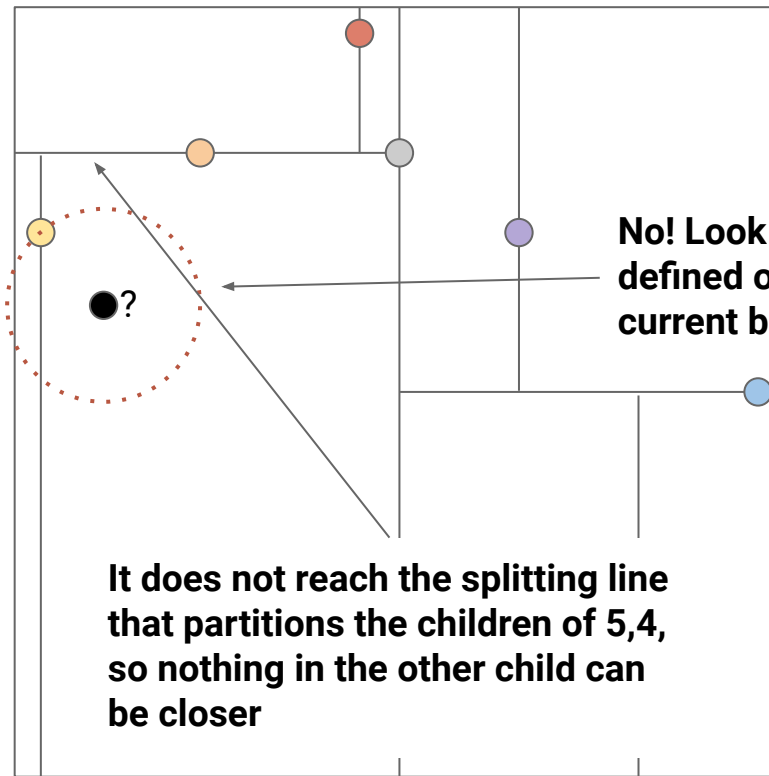 No! Look
defined o
current b
?
It does not reach the splitting line
that partitions the children of 5,4,
so nothing in the other child can
be closer